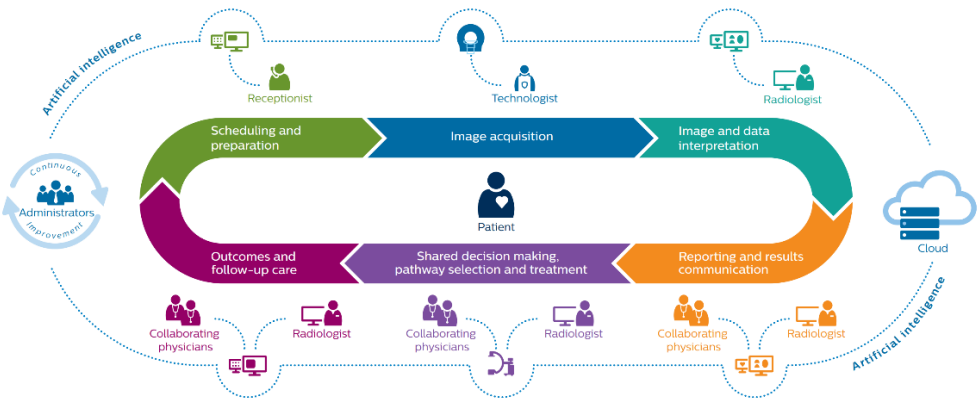 Artificial intelligence
Receptionist
Technologist
Radiologist
Scheduling and
preparation
Image acquisition
Image and data
interpretation
Continuous
Administrators
Improvement
Patient
Cloud
Outcomes and
follow-up care
Shared decision making,
pathway selection and treatment
Reporting and results
communication
Collaborating
physicians
Radiologist
Collaborating
physicians
Radiologist
Collaborating
physicians
Radiologist
Artificial intelligence